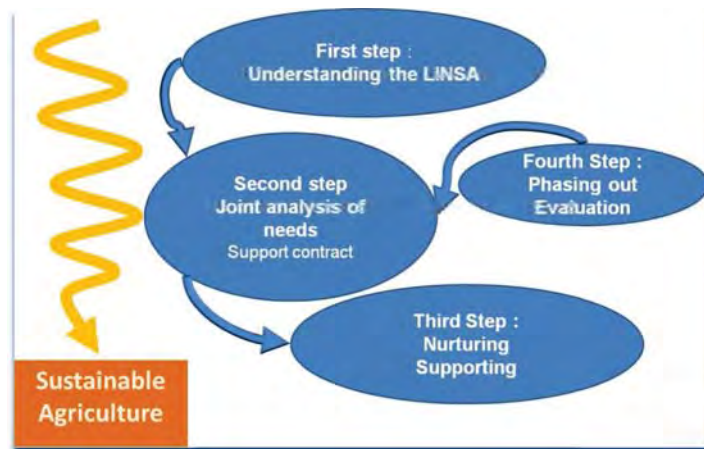 First step :
Understanding the LINSA
Second step
Joint analysis of
needs
Support contract
Fourth Step :
Phasing out
Evaluation
Third Step :
Nurturing
Supporting
Sustainable
Agriculture